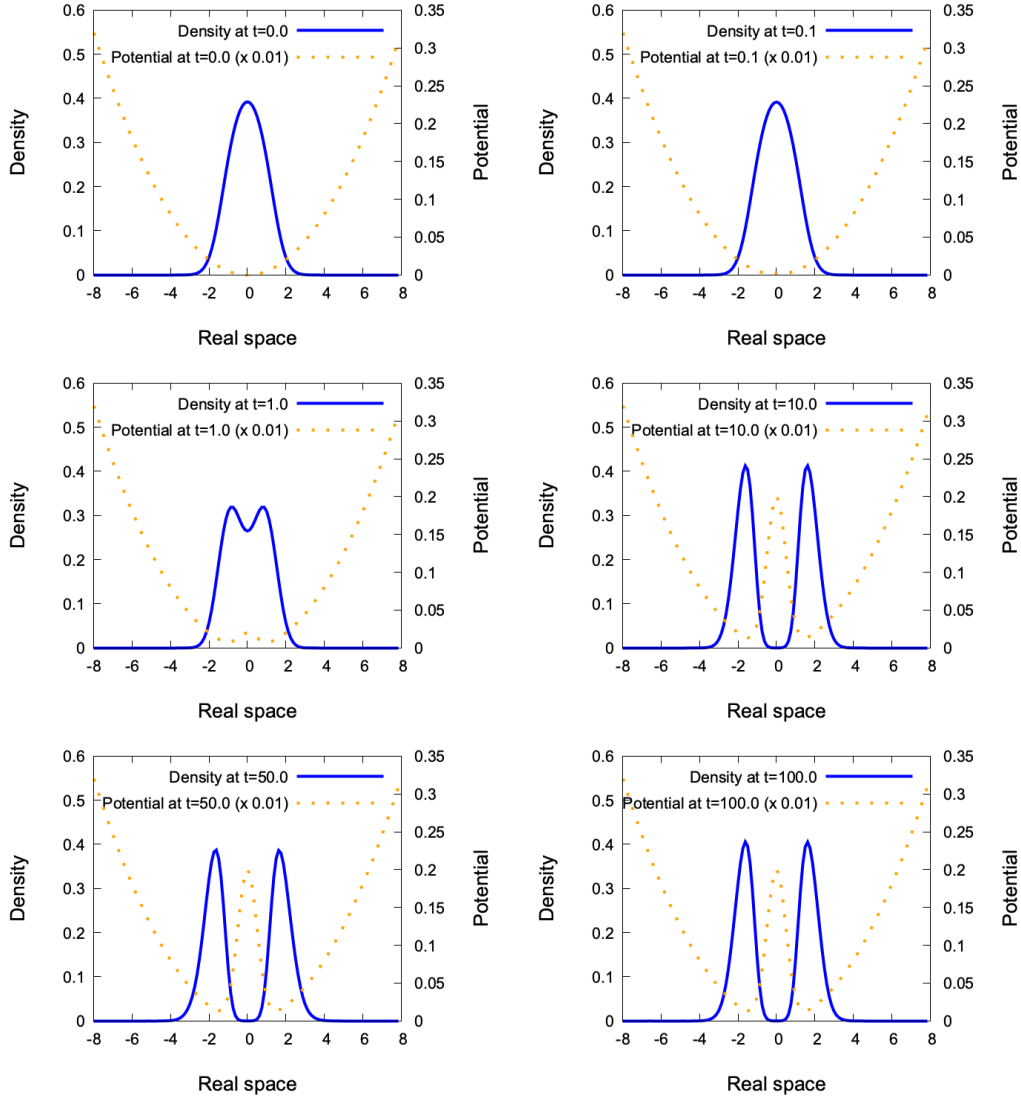 0.6 0.35
Density at t=0.0
0.5 0.3
Potential at t=0.0 (x 0.01)
0.25
0.4
0.2
Density 0.3 Potential
0.15
0.2
0.1
0.1 0.05
0 0
-8 -6 -4 -2 0 2 4 6 8
Real space
0.6 0.35
Density at t=0.1
0.5 0.3
Potential at t=0.1 (x 0.01)
0.25
0.4
0.2
Density 0.3 Potential
0.15
0.2
0.1
0.1 0.05
0 0
-8 -6 -4 -2 0 2 4 6 8
Real space
0.6 0.35
Density at t=1.0
0.5 0.3
Potential at t=1.0 (x 0.01)
0.25
0.4
0.2
Density 0.3 Potential
0.15
0.2
0.1
0.1 0.05
0 0
-8 -6 -4 -2 0 2 4 6 8
Real space
0.6 0.35
Density at t=10.0
0.5 0.3
Potential at t=10.0 (x 0.01)
0.25
0.4
0.2
Density 0.3 Potential
0.15
0.2
0.1
0.1 0.05
0 0
-8 -6 -4 -2 0 2 4 6 8
Real space
0.6 0.35
Density at t=50.0
0.5 0.3
Potential at t=50.0 (x 0.01)
0.25
0.4
0.2
Density 0.3 Potential
0.15
0.2
0.1
0.1 0.05
0 0
-8 -6 -4 -2 0 2 4 6 8
Real space
0.6 0.35
Density at t=100.0
0.5 0.3
Potential at t=100.0 (x 0.01)
0.25
0.4
0.2
Density 0.3 Potential
0.15
0.2
0.1
0.1 0.05
0 0
-8 -6 -4 -2 0 2 4 6 8
Real space